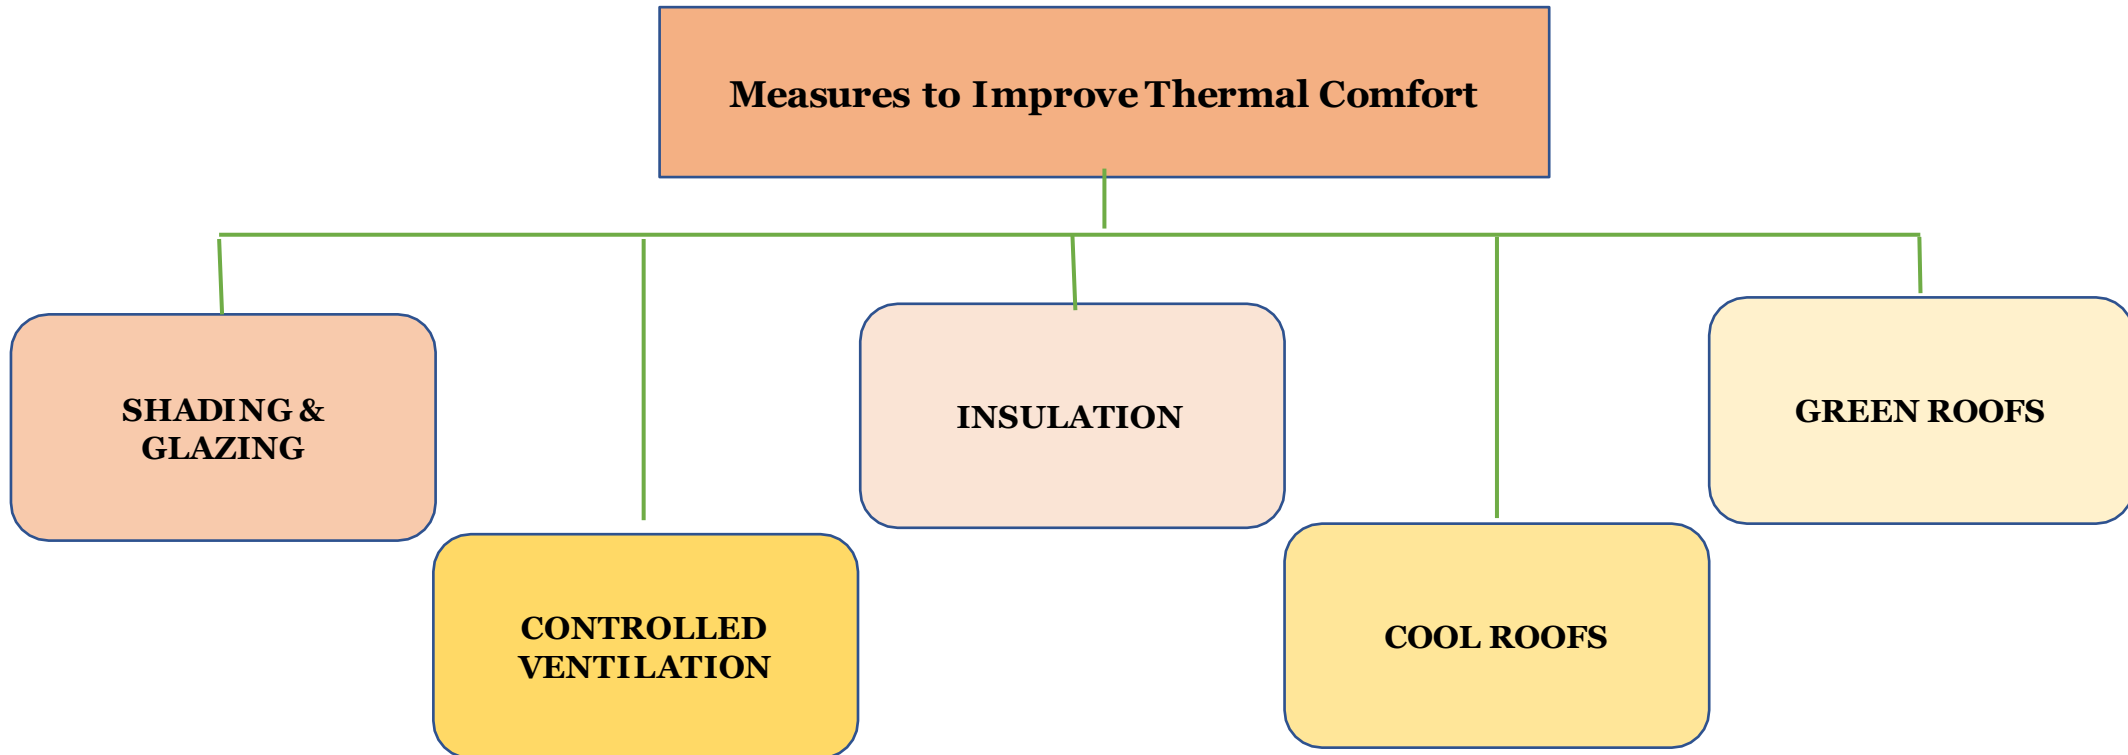 Measures to Improve Thermal Comfort
SHADING &
GLAZING
CONTROLLED
VENTILATION
INSULATION
COOL ROOFS
GREEN ROOFS